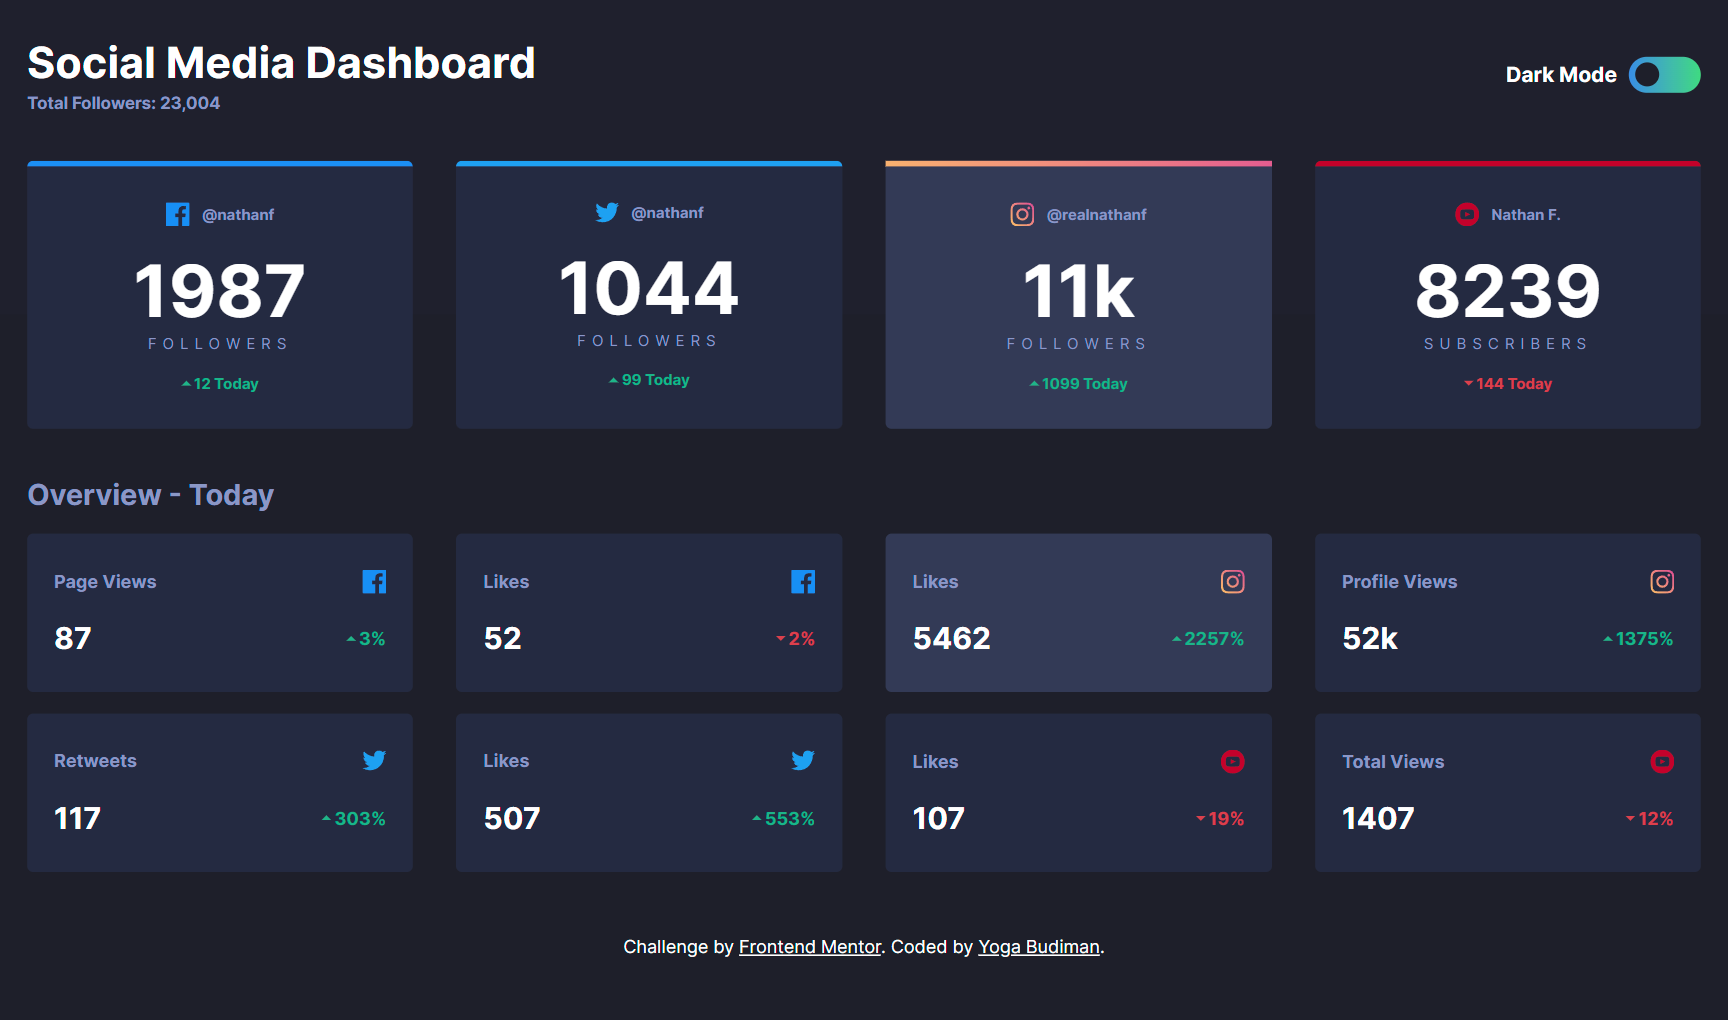 Social Media Dashboard
Total Followers: 23,004
Dark Mode
@nathanf
1987
FOLLOWERS
12 Today
@nathanf
1044
FOLLOWERS
99 Today
@realnathanf
11k
FOLLOWERS
1099 Today
Nathan F.
8239
SUBSCRIBERS
144 Today
Overview - Today
Page Views
87
3%
Likes
52
2%
Likes
5462
2257%
Profile Views
52k
1375%
Retweets
117
303%
Likes
507
553%
Likes
107
19%
Total Views
1407
12%
Challenge by Frontend Mentor. Coded by Yoga Budiman.